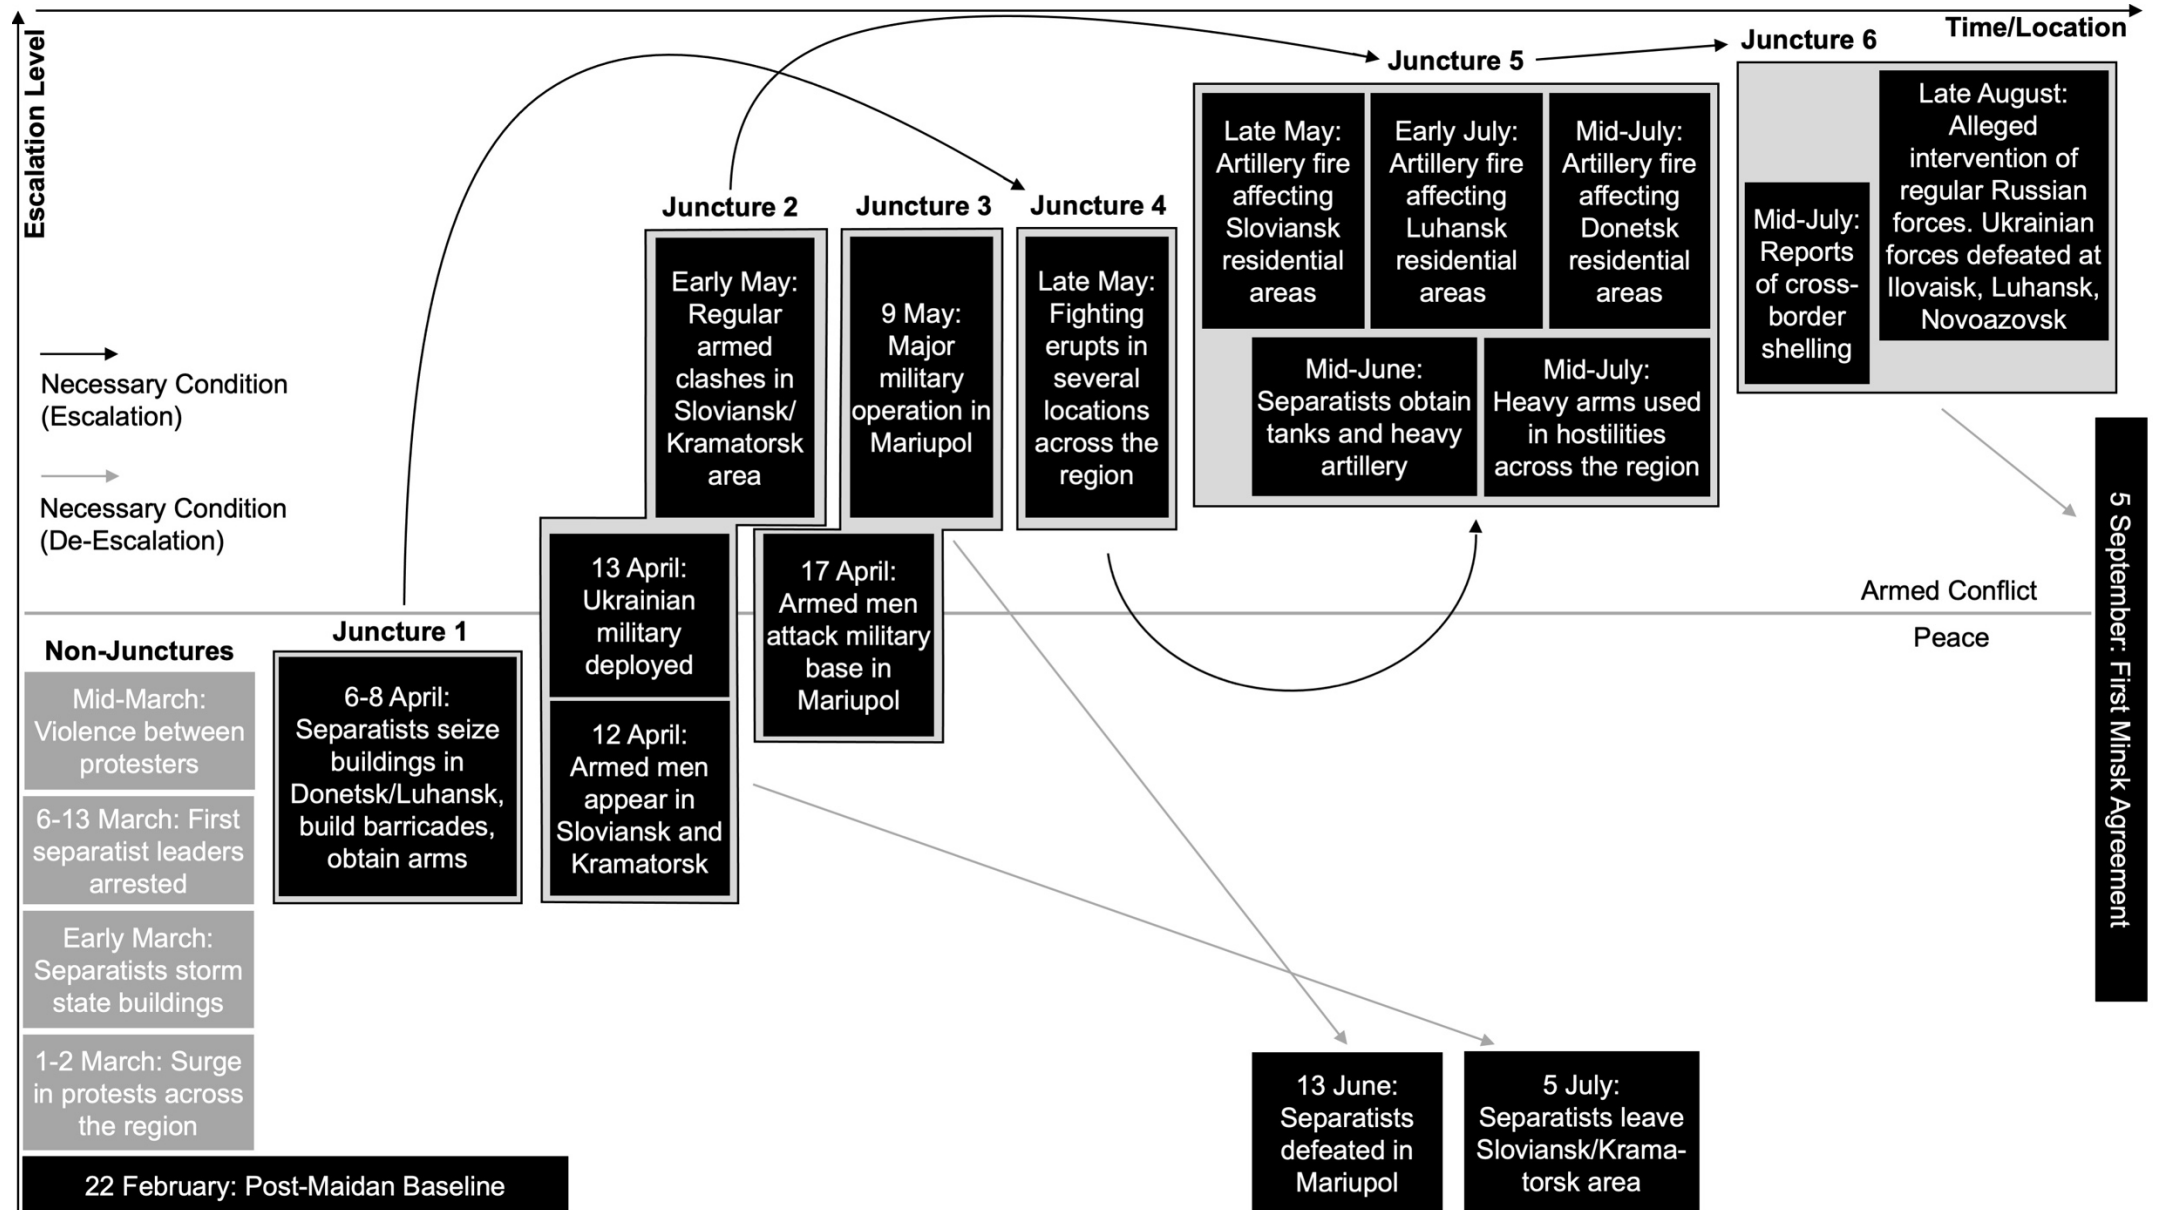 Time/Location
Escalation Level
Necessary Condition
(Escalation)
Necessary Condition
(De-Escalation)
Armed Conflict
Peace
Non-Junctures
Mid-March:
Violence between
protesters
6-13 March: First
separatist leaders
arrested
Early March:
Separatists storm
state buildings
1-2 March: Surge
in protests across
the region
22 February: Post-Maidan Baseline
Juncture 1
6-8 April:
Separatists seize
buildings in
Donetsk/Luhansk,
build barricades,
obtain arms
Juncture 2
Early May:
Regular
armed
clashes in
Sloviansk/
Kramatorsk
area
13 April:
Ukrainian
military
deployed
12 April:
Armed men
appear in
Sloviansk and
Kramatorsk
Juncture 3
9 May:
Major
military
operation in
Mariupol
17 April:
Armed men
attack military
base in
Mariupol
Juncture 4
Late May:
Fighting
erupts in
several
locations
across the
region
Juncture 5
Late May:
Artillery fire
affecting
Sloviansk
residential
areas
Early July:
Artillery fire
affecting
Luhansk
residential
areas
Mid-July:
Artillery fire
affecting
Donetsk
residential
areas
Mid-June:
Separatists obtain
tanks and heavy
artillery
Mid-July:
Heavy arms used
in hostilities
across the region
Juncture 6
Mid-July:
Reports
of cross-
border
shelling
Late August:
Alleged
intervention of
regular Russian
forces. Ukrainian
forces defeated at
Ilovaisk, Luhansk,
Novoazovsk
5 September: First Minsk Agreement
13 June:
Separatists
defeated in
Mariupol
5 July:
Separatists leave
Sloviansk/Krama-
torsk area